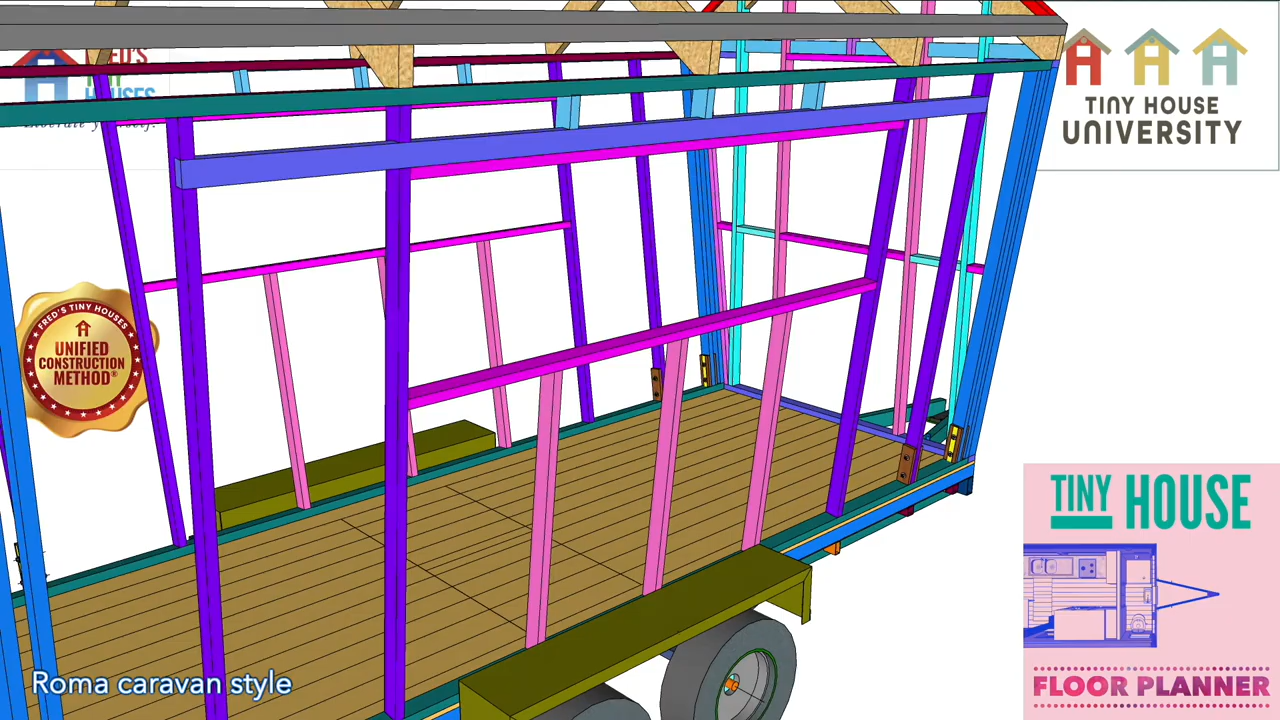 TINY HOUSE
UNIVERSITY
FRED'S TINY HOUSES
UNIFIED
CONSTRUCTION
METHOD®
TINY HOUSE
FLOOR PLANNER
Roma caravan style